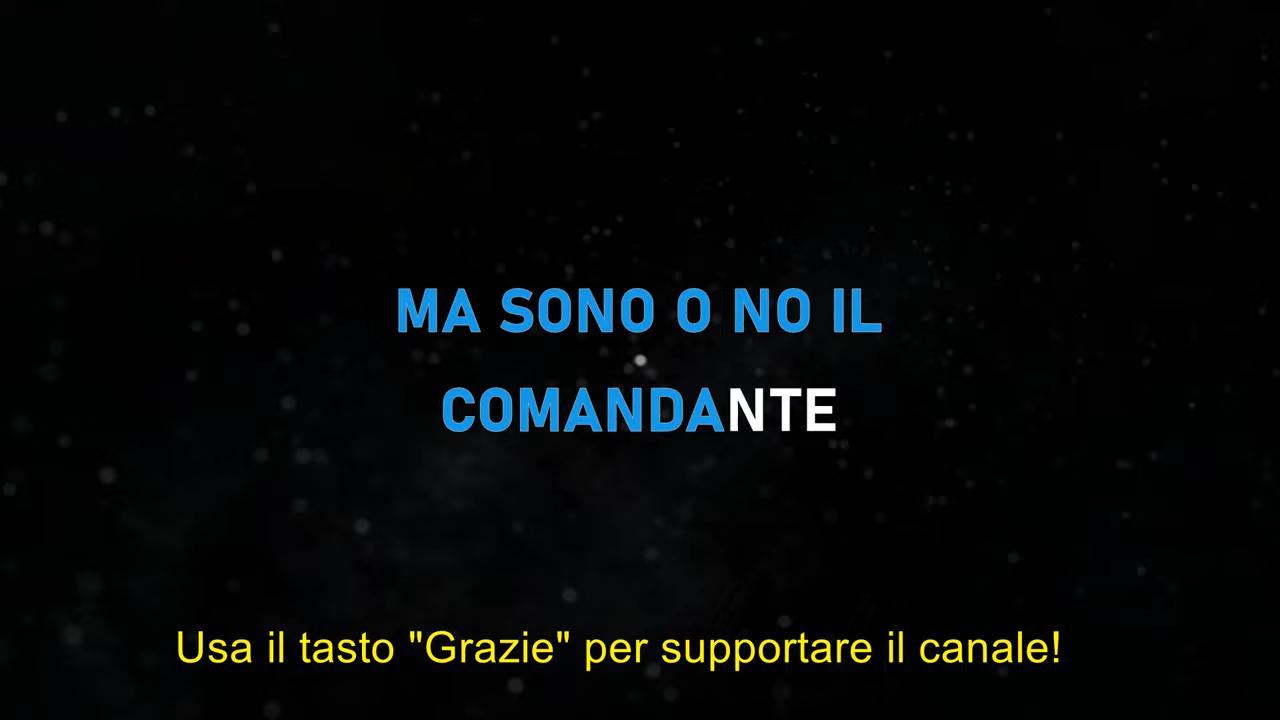 MA SONO O NO IL
COMANDANTE
Usa il tasto "Grazie" per supportare il canale!